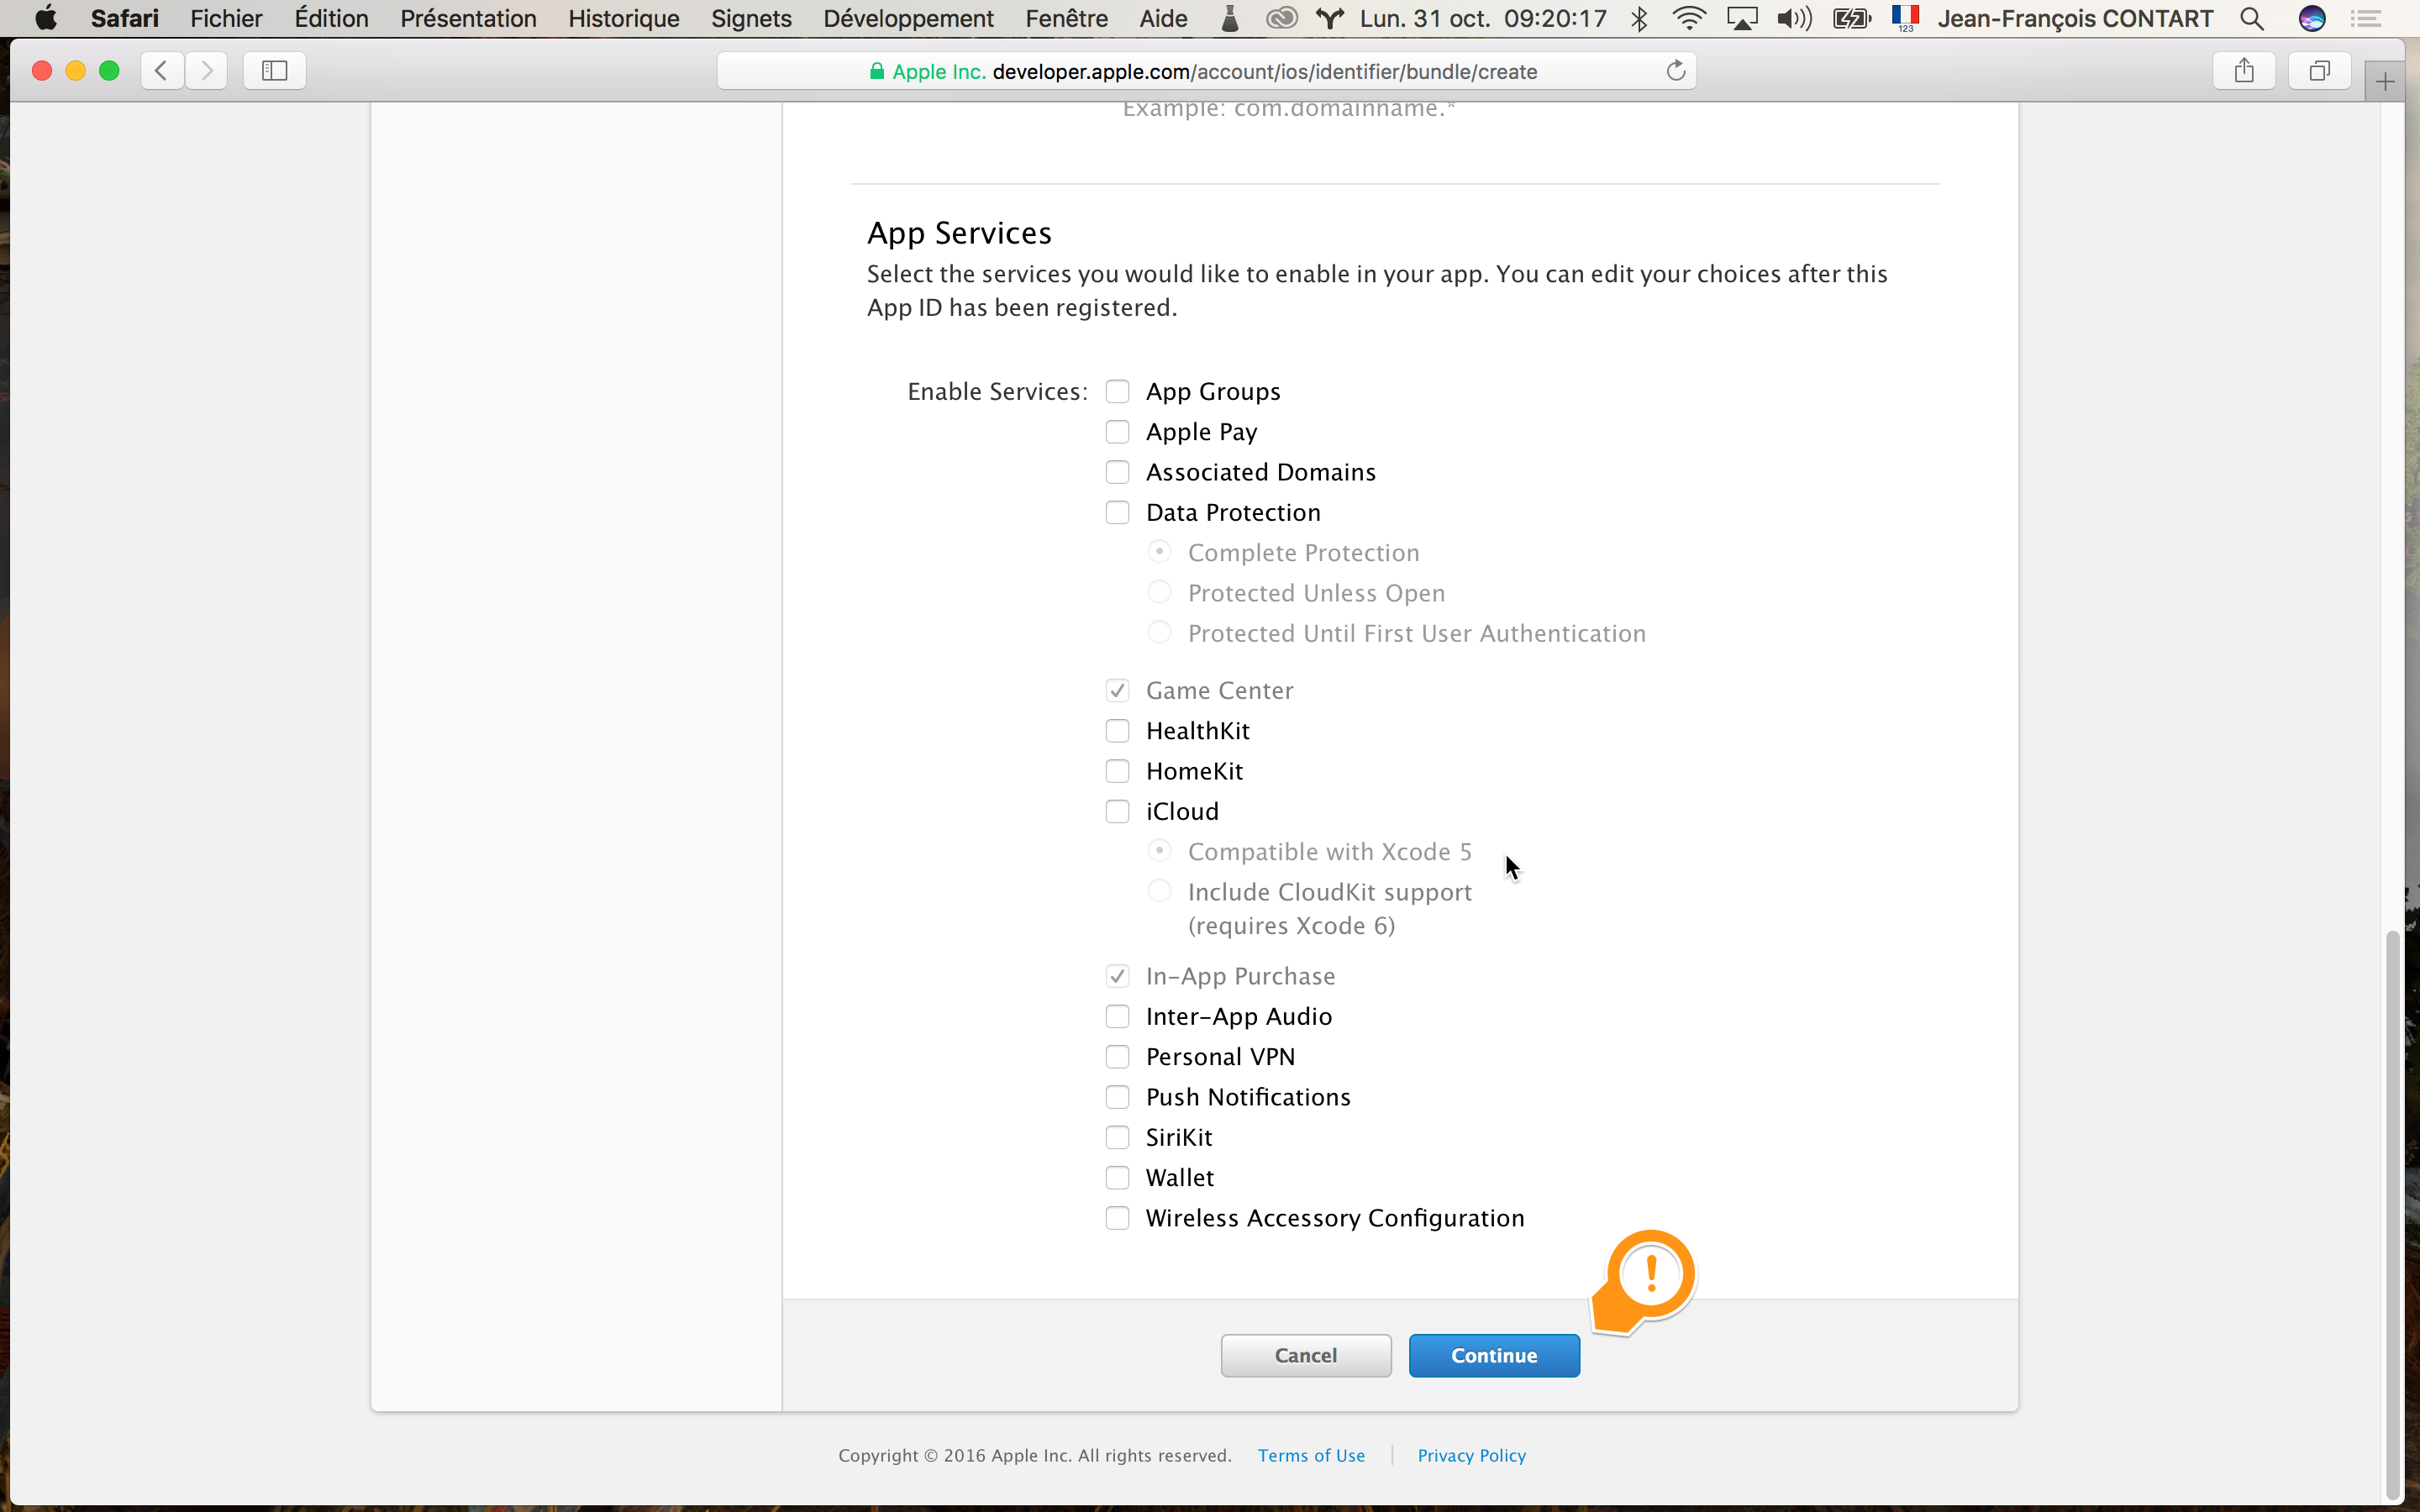 Safari Fichier Édition Présentation Historique Signets Développement Fenêtre Aide Lun. 31 oct. 09:20:17 123 Jean-François CONTART
Apple Inc. developer.apple.com/account/ios/identifier/bundle/create
Example: com.domainname.*
App Services
Select the services you would like to enable in your app. You can edit your choices after this
App ID has been registered.
Enable Services: App Groups
Apple Pay
Associated Domains
Data Protection
Complete Protection
Protected Unless Open
Protected Until First User Authentication
Game Center
HealthKit
HomeKit
iCloud
Compatible with Xcode 5
Include CloudKit support
(requires Xcode 6)
In-App Purchase
Inter-App Audio
Personal VPN
Push Notifications
SiriKit
Wallet
Wireless Accessory Configuration
!
Cancel Continue
Copyright © 2016 Apple Inc. All rights reserved. Terms of Use Privacy Policy